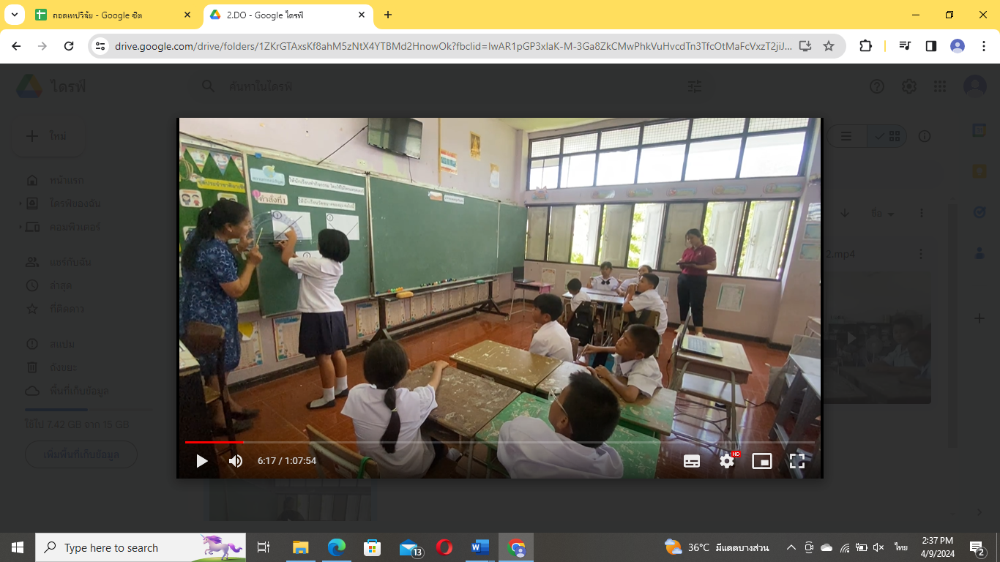 ถอดเทปวิจัย - Google ชีต
2.DO - Google ไดรฟ์
drive.google.com/drive/folders/1ZKrGTAxsKf8ahM5zNtX4YTBMd2HnowOk?fbclid=IwAR1pGP3xlaK-M-3Ga8ZkCMwPhkVuHvcdTn3TfcOtMaFcVxzT2jiJ...
ไดรฟ์
ค้นหาในไดรฟ์
ใหม่
หน้าแรก
ไดรฟ์ของฉัน
คอมพิวเตอร์
แชร์กับฉัน
ล่าสุด
ที่ติดดาว
สแปม
ถังขยะ
พื้นที่เก็บข้อมูล
ใช้ไป 7.42 GB จาก 15 GB
เพิ่มพื้นที่เก็บข้อมูล
ชื่อ
2.mp4
คำสั่งที่1
1
2
3
6:17 / 1:07:54
HD
Type here to search
13
36°C มีแดดบางส่วน
ไทย
2:37 PM
4/9/2024
2